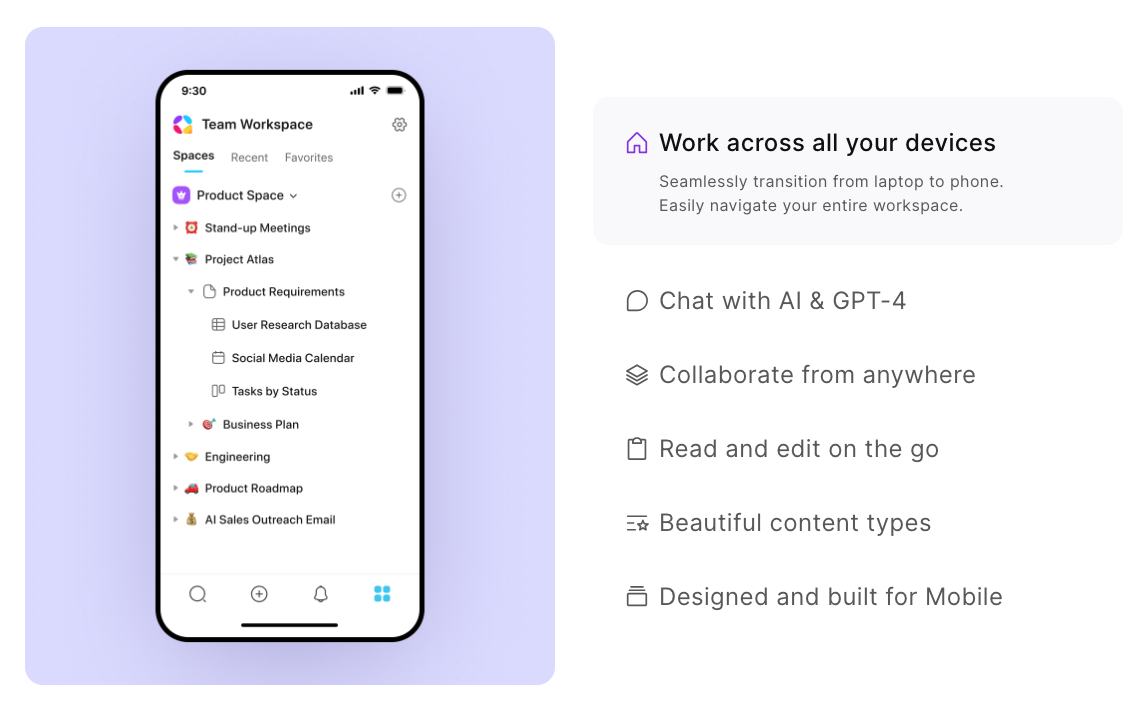 9:30
Team Workspace
Spaces Recent Favorites
Product Space
Stand-up Meetings
Project Atlas
Product Requirements
User Research Database
Social Media Calendar
Tasks by Status
Business Plan
Engineering
Product Roadmap
AI Sales Outreach Email
Work across all your devices
Seamlessly transition from laptop to phone.
Easily navigate your entire workspace.
Chat with AI & GPT-4
Collaborate from anywhere
Read and edit on the go
Beautiful content types
Designed and built for Mobile